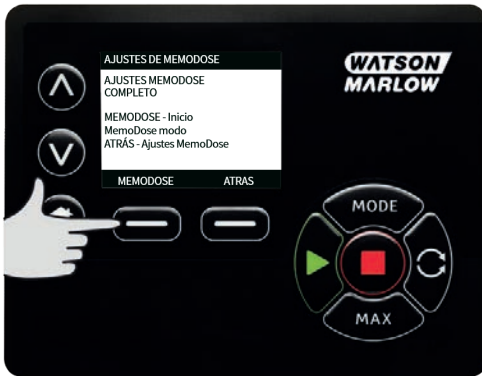 AJUSTES DE MEMODOSE
AJUSTES MEMODOSE
COMPLETO
MEMODOSE - Inicio
MemoDose modo
ATRÁS - Ajustes MemoDose
MEMODOSE ATRAS
WATSON
MARLOW
MODE
MAX